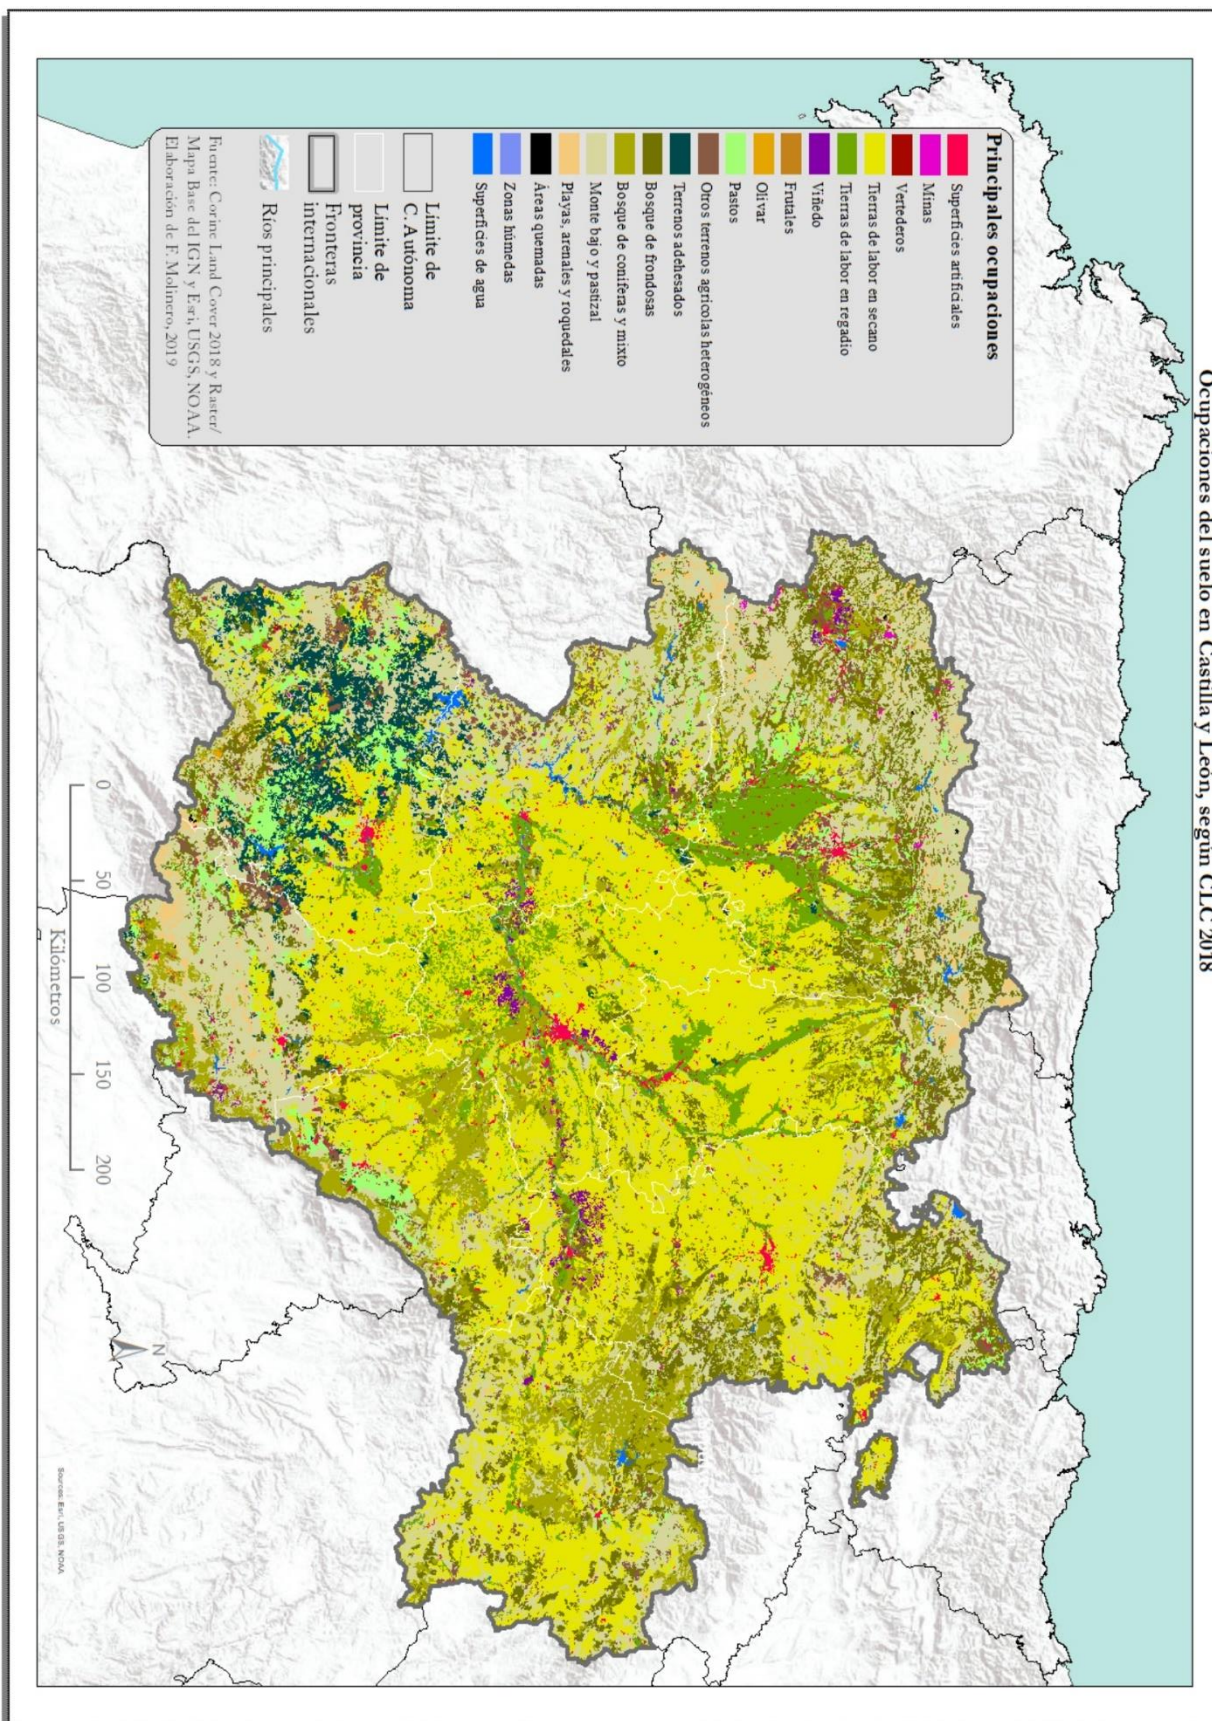 Ocupaciones del suelo en Castilla y León, según CLC 2018
Principales ocupaciones
Superficies artificiales
Minas
Vertederos
Tierras de labor en secano
Tierras de labor en regadío
Viñedo
Frutales
Olivar
Pastos
Otros terrenos agrícolas heterogéneos
Terrenos adehesados
Bosque de frondosas
Bosque de coníferas y mixto
Monte bajo y pastizal
Playas, arenales y roquedales
Áreas quemadas
Zonas húmedas
Superficies de agua
Límite de
C. Autónoma
Límite de
provincia
Fronteras
internacionales
Ríos principales
Fuente: Corine Land Cover 2018 y Raster/
Mapa Base del IGN y Esri, USGS, NOAA.
Elaboración de F. Molinero, 2019
0 50 100 150 200
Kilómetros
N
Sources: Esri, USGS, NOAA